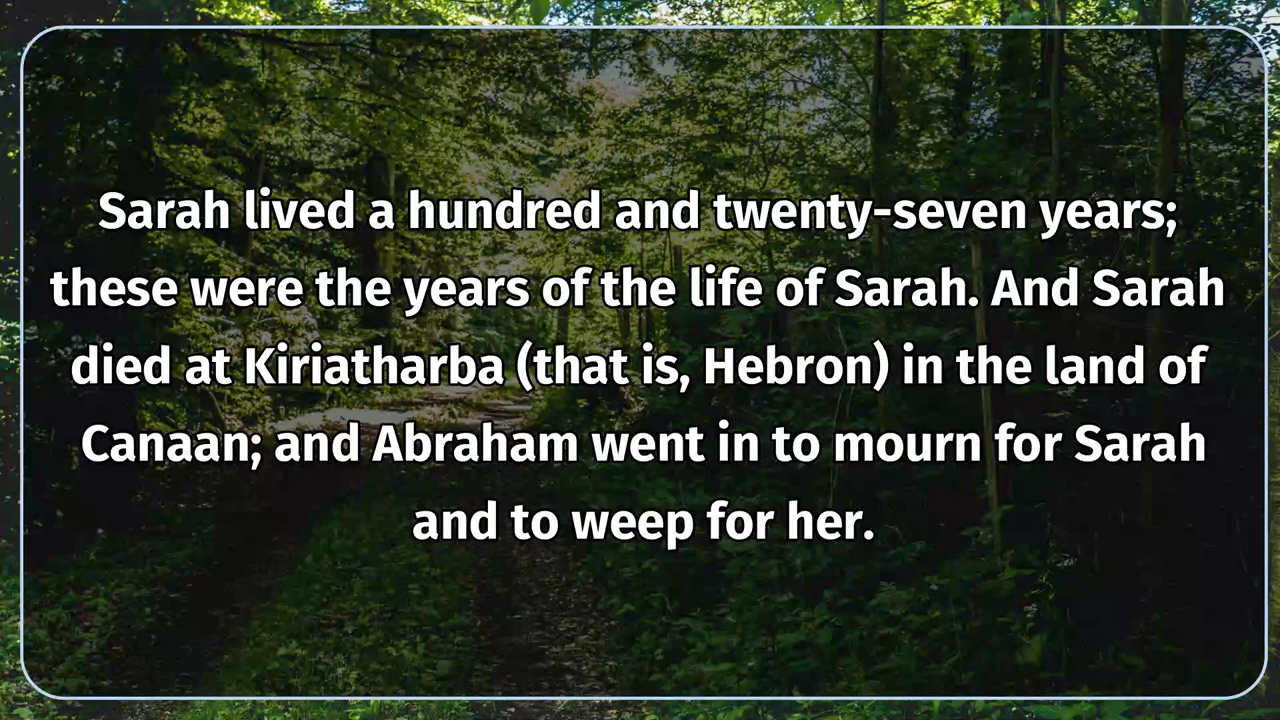 Sarah lived a hundred and twenty-seven years;
these were the years of the life of Sarah. And Sarah
died at Kiriatharba (that is, Hebron) in the land of
Canaan; and Abraham went in to mourn for Sarah
and to weep for her.